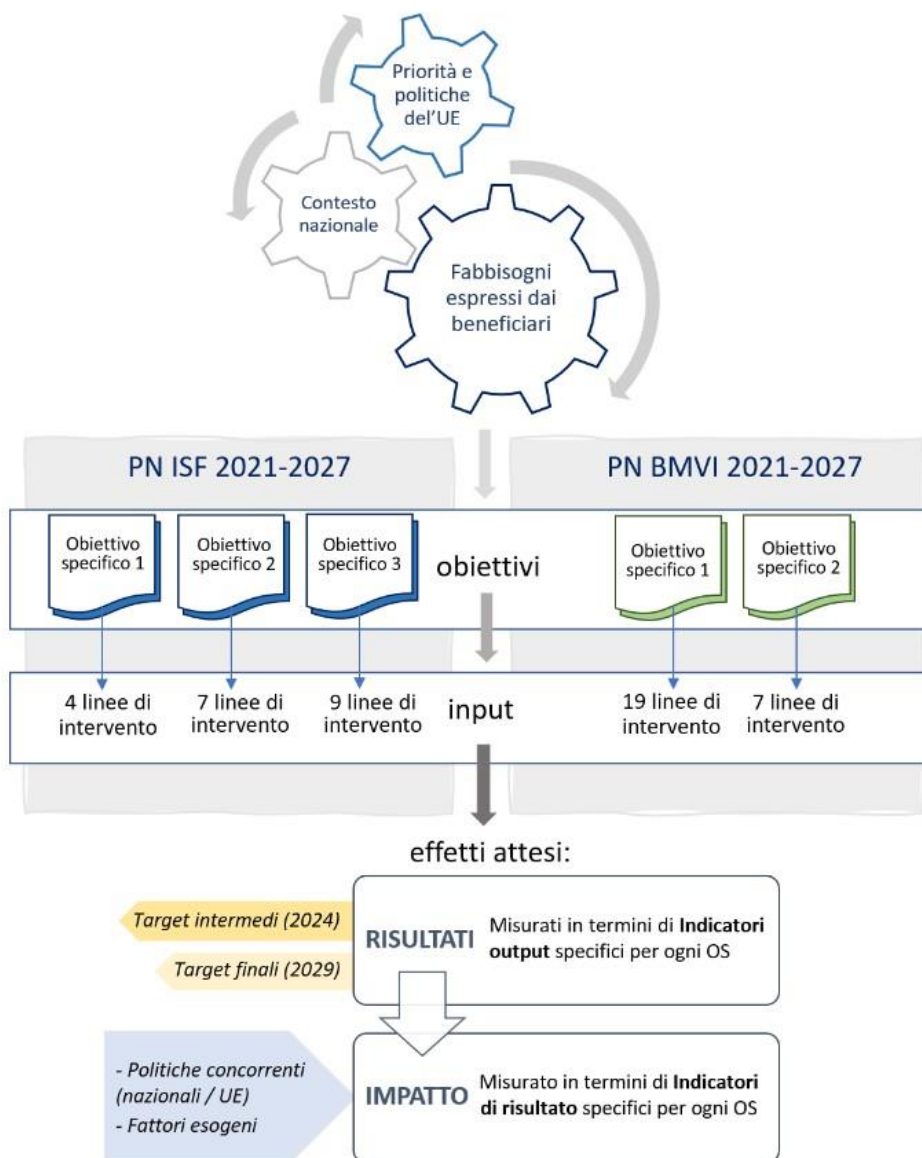 Priorità e
politiche
del'UE
Contesto
nazionale
Fabbisogni
espressi dai
beneficiari
PN ISF 2021-2027
PN BMVI 2021-2027
Obiettivo
specifico 1
Obiettivo
specifico 2
Obiettivo
specifico 3
obiettivi
Obiettivo
specifico 1
Obiettivo
specifico 2
4 linee di
intervento
7 linee di
intervento
9 linee di
intervento
input
19 linee di
intervento
7 linee di
intervento
effetti attesi:
Target intermedi (2024)
Target finali (2029)
RISULTATI
Misurati in termini di Indicatori
output specifici per ogni OS
- Politiche concorrenti
(nazionali / UE)
- Fattori esogeni
IMPATTO
Misurato in termini di Indicatori
di risultato specifici per ogni OS